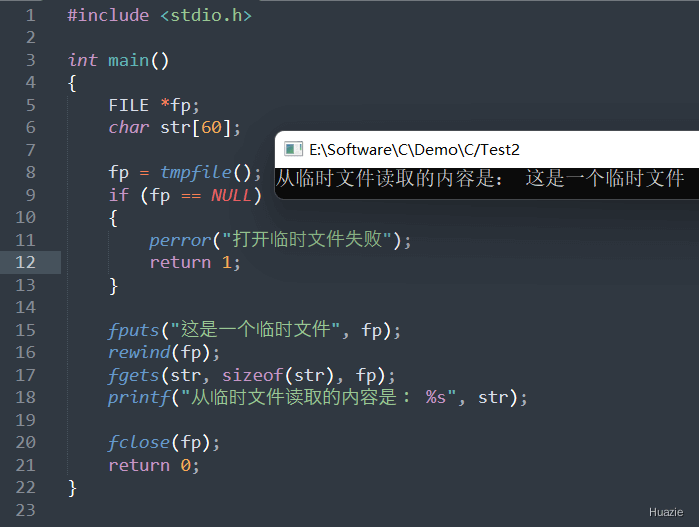 1 #include <stdio.h>
2
3 int main()
4 {
5     FILE *fp;
6     char str[60];
7
8     fp = tmpfile();
9     if (fp == NULL)
10     {
11         perror("打开临时文件失败");
12         return 1;
13     }
14
15     fputs("这是一个临时文件", fp);
16     rewind(fp);
17     fgets(str, sizeof(str), fp);
18     printf("从临时文件读取的内容是： %s", str);
19
20     fclose(fp);
21     return 0;
22 }
23
E:\Software\C\Demo\C/Test2
从临时文件读取的内容是： 这是一个临时文件
Huazie